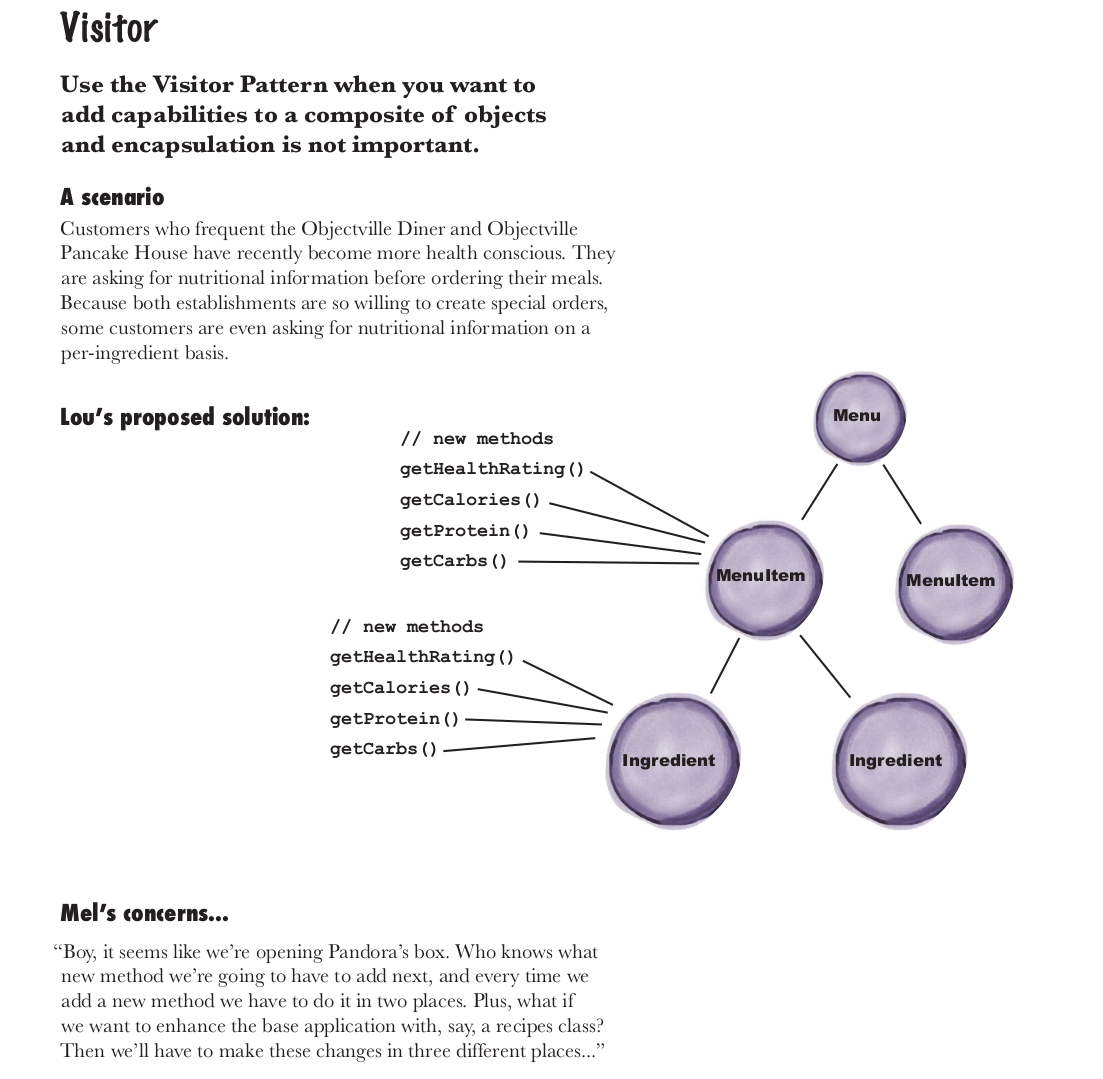 Visitor
Use the Visitor Pattern when you want to
add capabilities to a composite of objects
and encapsulation is not important.
A scenario
Customers who frequent the Objectville Diner and Objectville
Pancake House have recently become more health conscious. They
are asking for nutritional information before ordering their meals.
Because both establishments are so willing to create special orders,
some customers are even asking for nutritional information on a
per-ingredient basis.
Lou's proposed solution:
// new methods
getHealthRating()
getCalories()
getProtein()
getCarbs()
Menu
MenuItem
MenuItem
// new methods
getHealthRating()
getCalories()
getProtein()
getCarbs()
Ingredient
Ingredient
Mel's concerns...
“Boy, it seems like we're opening Pandora's box. Who knows what
new method we're going to have to add next, and every time we
add a new method we have to do it in two places. Plus, what if
we want to enhance the base application with, say, a recipes class?
Then we'll have to make these changes in three different places...”